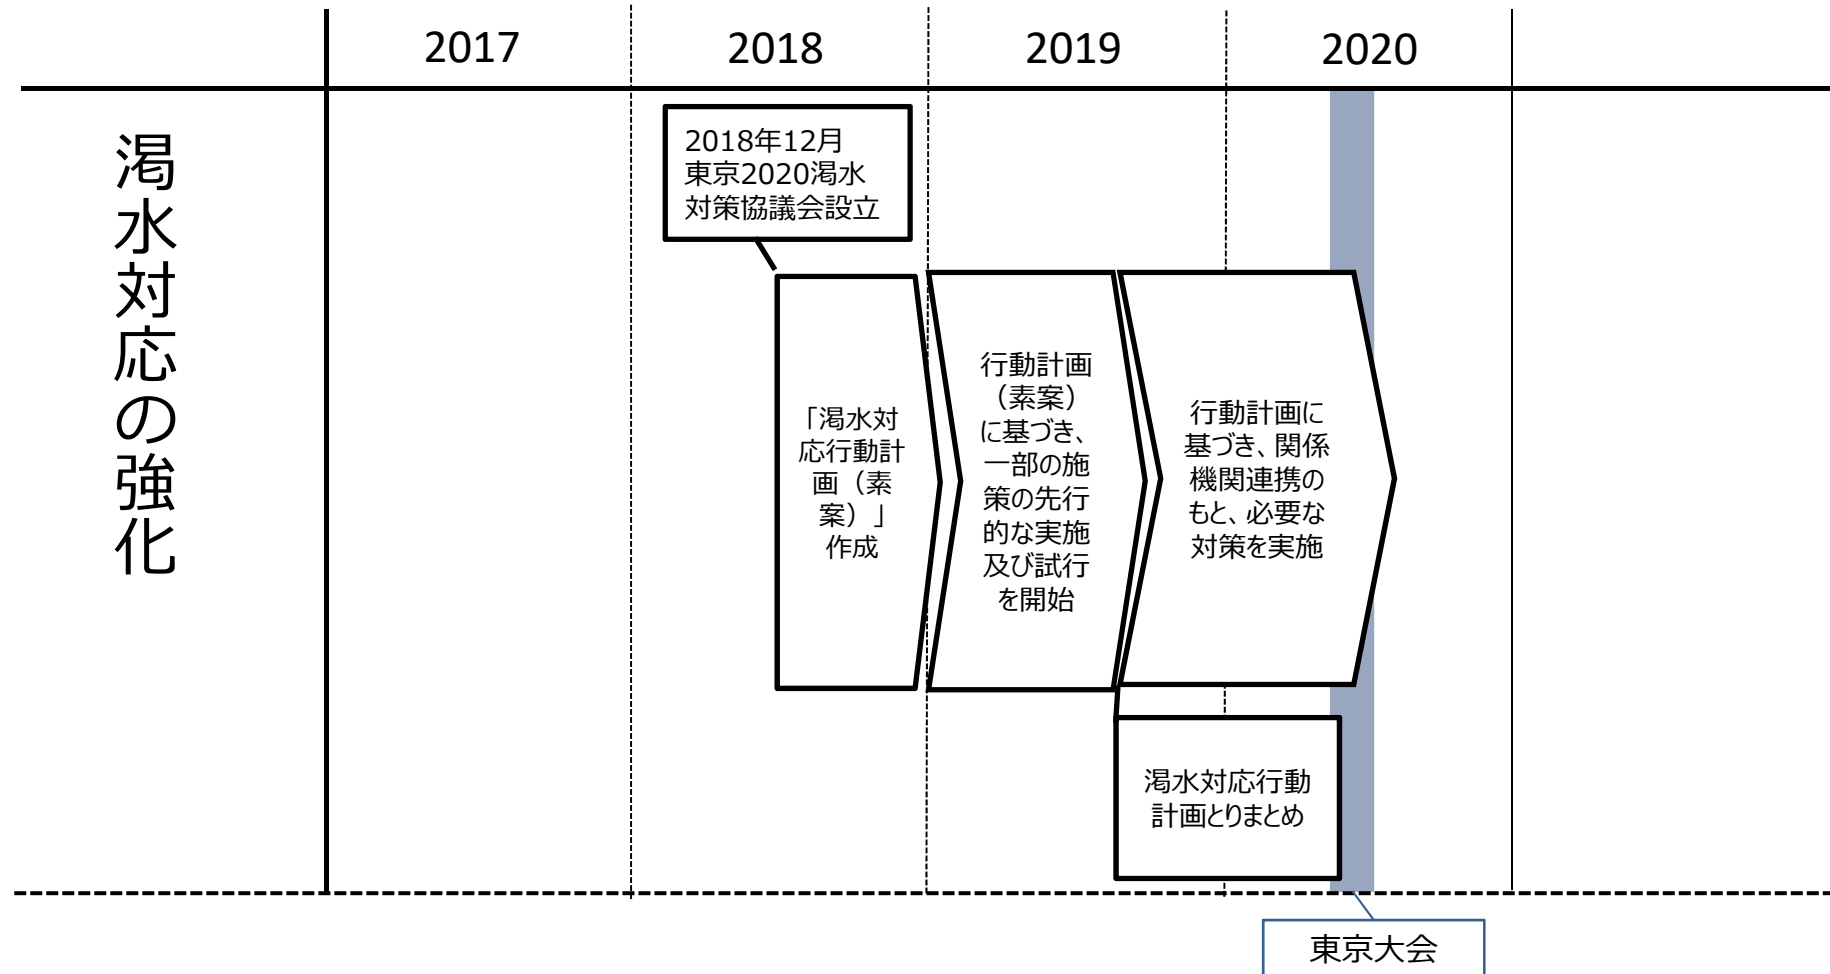 2017
2018
2019
2020
渇水対応の強化
2018年12月
東京2020渇水
対策協議会設立
「渇水対
応行動計
画（素
案）」
作成
行動計画
（素案）
に基づき、
一部の施
策の先行
的な実施
及び試行
を開始
行動計画に
基づき、関係
機関連携の
もと、必要な
対策を実施
渇水対応行動
計画とりまとめ
東京大会